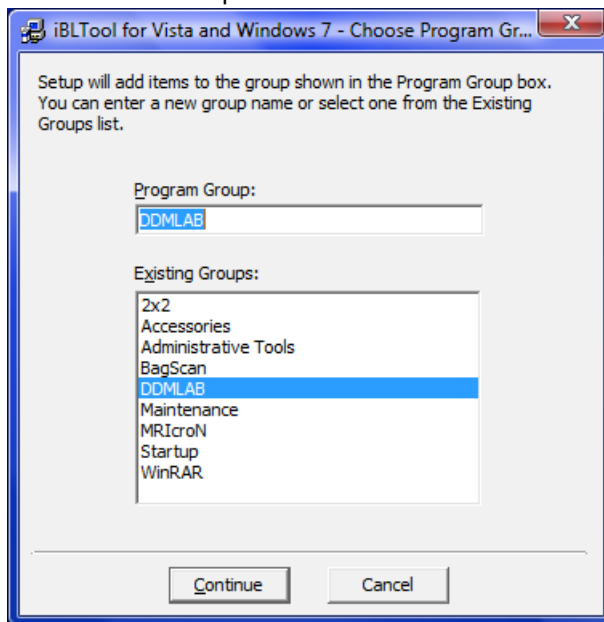 iBLTool for Vista and Windows 7 - Choose Program Gr...
Setup will add items to the group shown in the Program Group box.
You can enter a new group name or select one from the Existing
Groups list.
Program Group:
DDMLAB
Existing Groups:
2x2
Accessories
Administrative Tools
BagScan
DDMLAB
Maintenance
MRIcroN
Startup
WinRAR
Continue Cancel